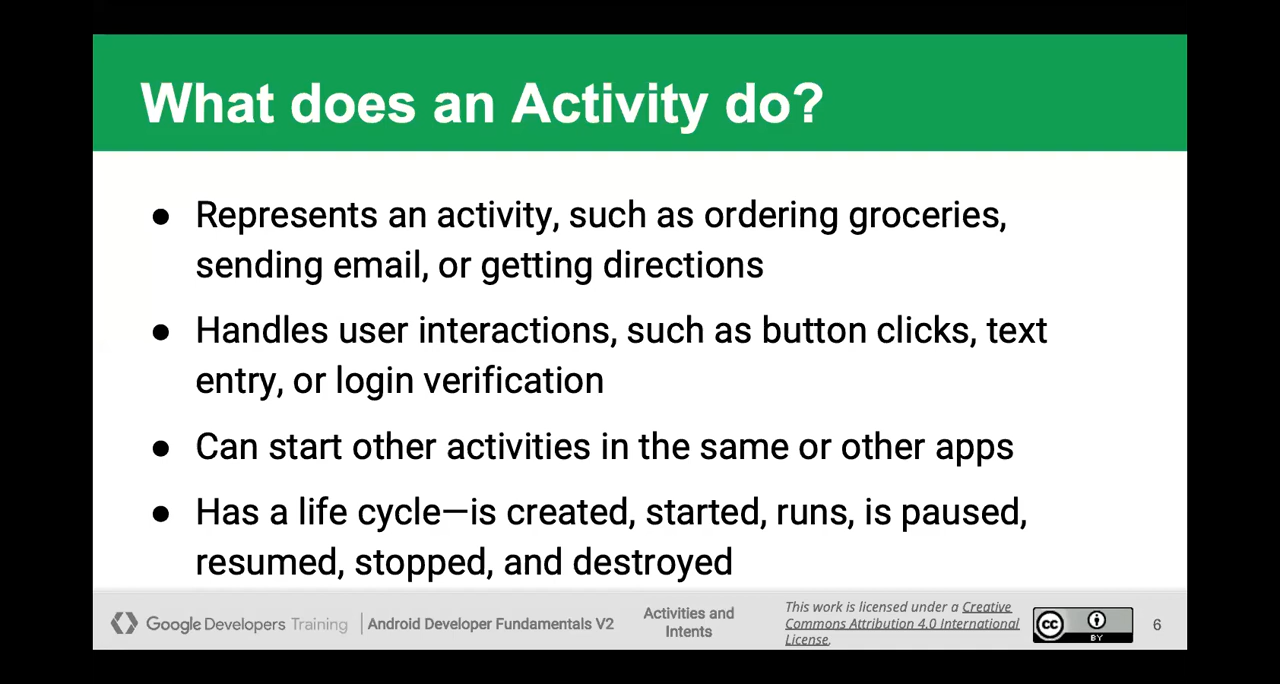 What does an Activity do?
● Represents an activity, such as ordering groceries,
sending email, or getting directions
● Handles user interactions, such as button clicks, text
entry, or login verification
● Can start other activities in the same or other apps
● Has a life cycle—is created, started, runs, is paused,
resumed, stopped, and destroyed
Google Developers Training
Android Developer Fundamentals V2
Activities and
Intents
This work is licensed under a Creative
Commons Attribution 4.0 International
License.
cc
BY
6